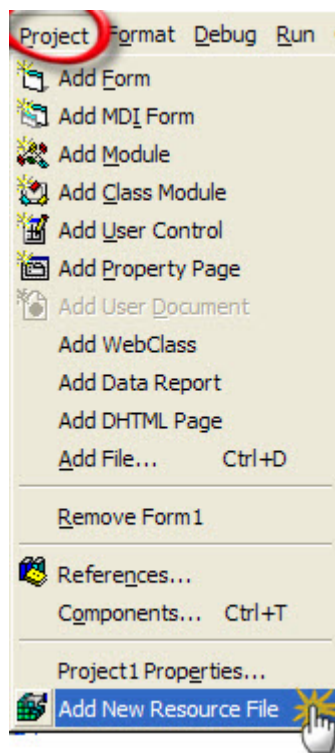 Project Format Debug Run
Add Form
Add MDI Form
Add Module
Add Class Module
Add User Control
Add Property Page
Add User Document
Add WebClass
Add Data Report
Add DHTML Page
Add File... Ctrl+D
Remove Form1
References...
Components... Ctrl+T
Project1 Properties...
Add New Resource File